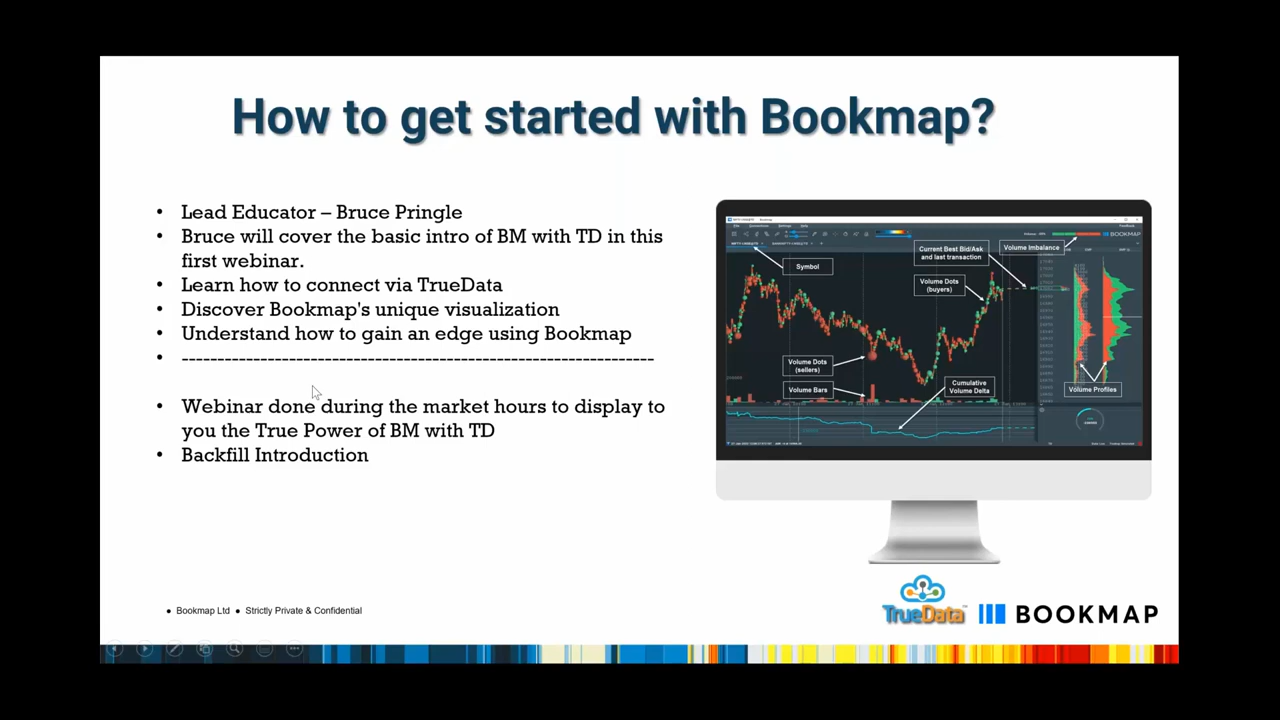 How to get started with Bookmap?
• Lead Educator – Bruce Pringle
• Bruce will cover the basic intro of BM with TD in this
first webinar.
• Learn how to connect via TrueData
• Discover Bookmap's unique visualization
• Understand how to gain an edge using Bookmap
• ------------------------------------------------------------------
• Webinar done during the market hours to display to
you the True Power of BM with TD
• Backfill Introduction
Symbol
Current Best Bid/Ask
and last transaction
Volume Imbalance
BOOKMAP
Volume Dots
(buyers)
Volume Dots
(sellers)
Volume Bars
Cumulative
Volume Delta
Volume Profiles
● Bookmap Ltd ● Strictly Private & Confidential
TrueData
BOOKMAP